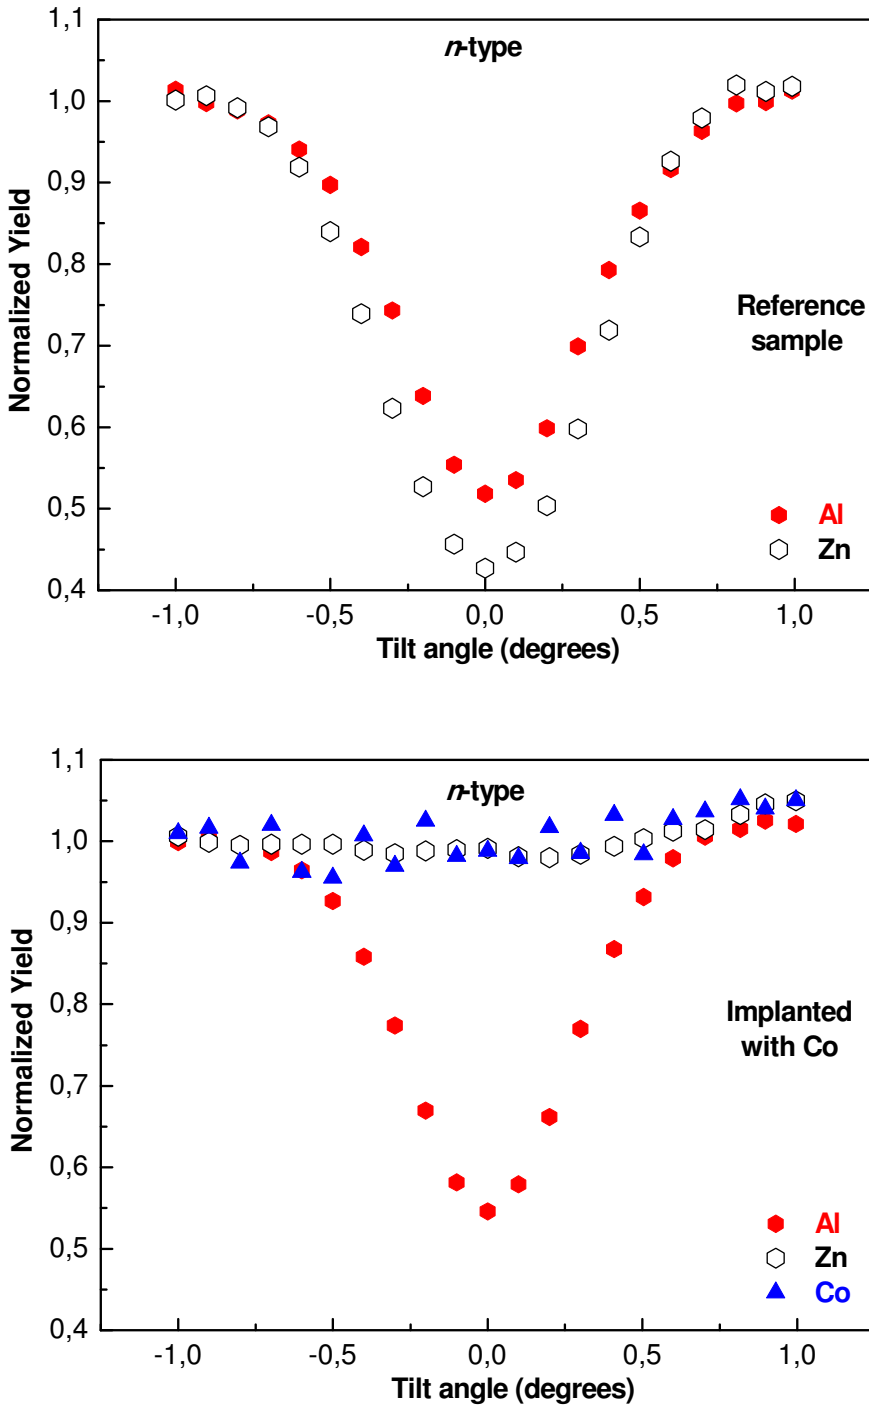 1,1
n-type
1,0
0,9
0,8
Normalized Yield
Reference
sample
0,7
0,6
0,5
Al
Zn
0,4
-1,0 -0,5 0,0 0,5 1,0
Tilt angle (degrees)
1,1
n-type
1,0
0,9
0,8
Normalized Yield
Implanted
with Co
0,7
0,6
Al
0,5
Zn
Co
0,4
-1,0 -0,5 0,0 0,5 1,0
Tilt angle (degrees)